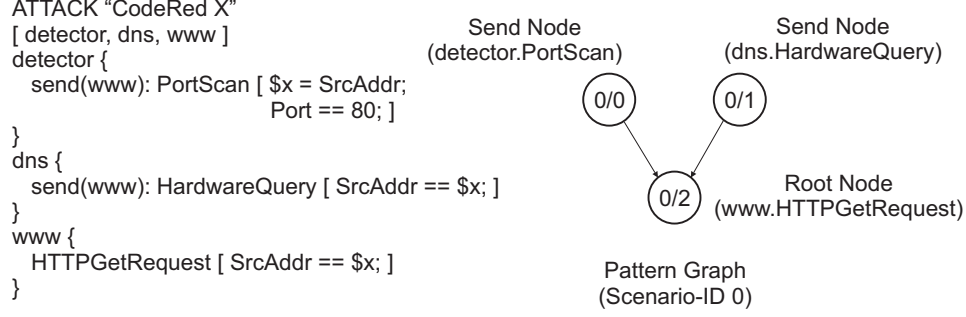 ATTACK “CodeRed X”
[ detector, dns, www ]
detector {
send(www): PortScan [ $x = SrcAddr;
Port == 80; ]
}
dns {
send(www): HardwareQuery [ SrcAddr == $x; ]
}
www {
HTTPGetRequest [ SrcAddr == $x; ]
}
Send Node
(detector.PortScan)
Send Node
(dns.HardwareQuery)
0/0
0/1
0/2
Root Node
(www.HTTPGetRequest)
Pattern Graph
(Scenario-ID 0)